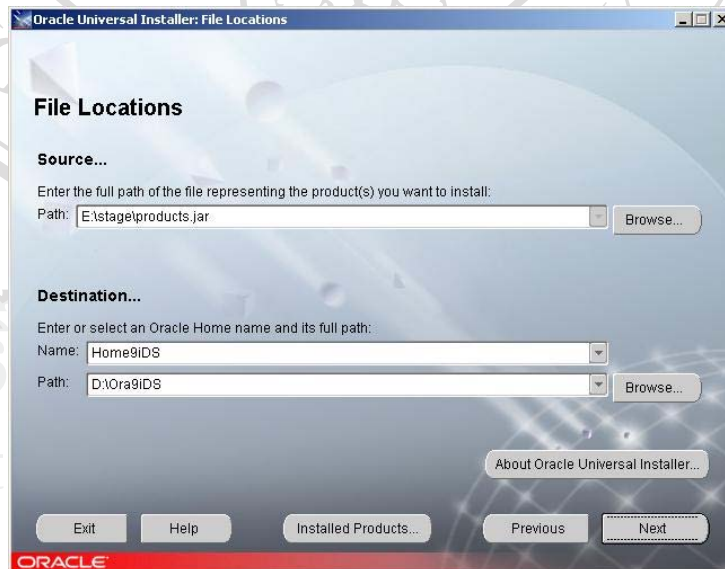 Oracle Universal Installer: File Locations
File Locations
Source...
Enter the full path of the file representing the product(s) you want to install:
Path: E:\stage\products.jar Browse...
Destination...
Enter or select an Oracle Home name and its full path:
Name: Home9iDS
Path: D:\Ora9iDS Browse...
About Oracle Universal Installer...
Exit Help Installed Products... Previous Next
ORACLE